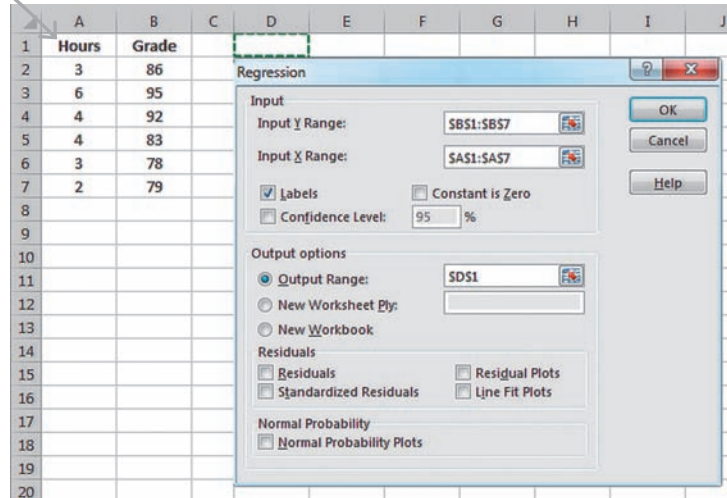 A B C D E F G H I J
1 Hours Grade
2 3 86
3 6 95
4 4 92
5 4 83
6 3 78
7 2 79
8
9
10
11
12
13
14
15
16
17
18
19
20
Regression
?
Input
Input Y Range: $B$1:$B$7
Input X Range: $A$1:$A$7
Labels Constant is Zero
Confidence Level: 95 %
OK
Cancel
Help
Output options
Output Range: $D$1
New Worksheet Ply:
New Workbook
Residuals
Residuals Residual Plots
Standardized Residuals Line Fit Plots
Normal Probability
Normal Probability Plots